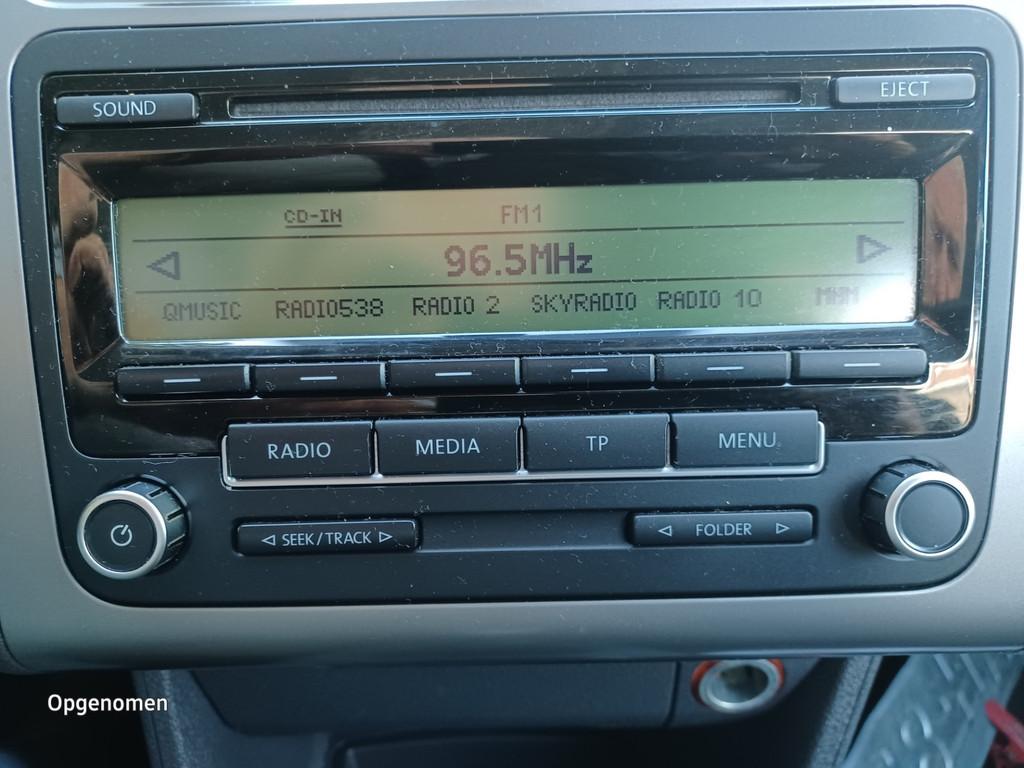 SOUND
EJECT
CD-IN FM1
96.5MHz
QMUSIC RADIO538 RADIO 2 SKYRADIO RADIO 10
RADIO MEDIA TP MENU
SEEK/TRACK FOLDER
Opgenomen